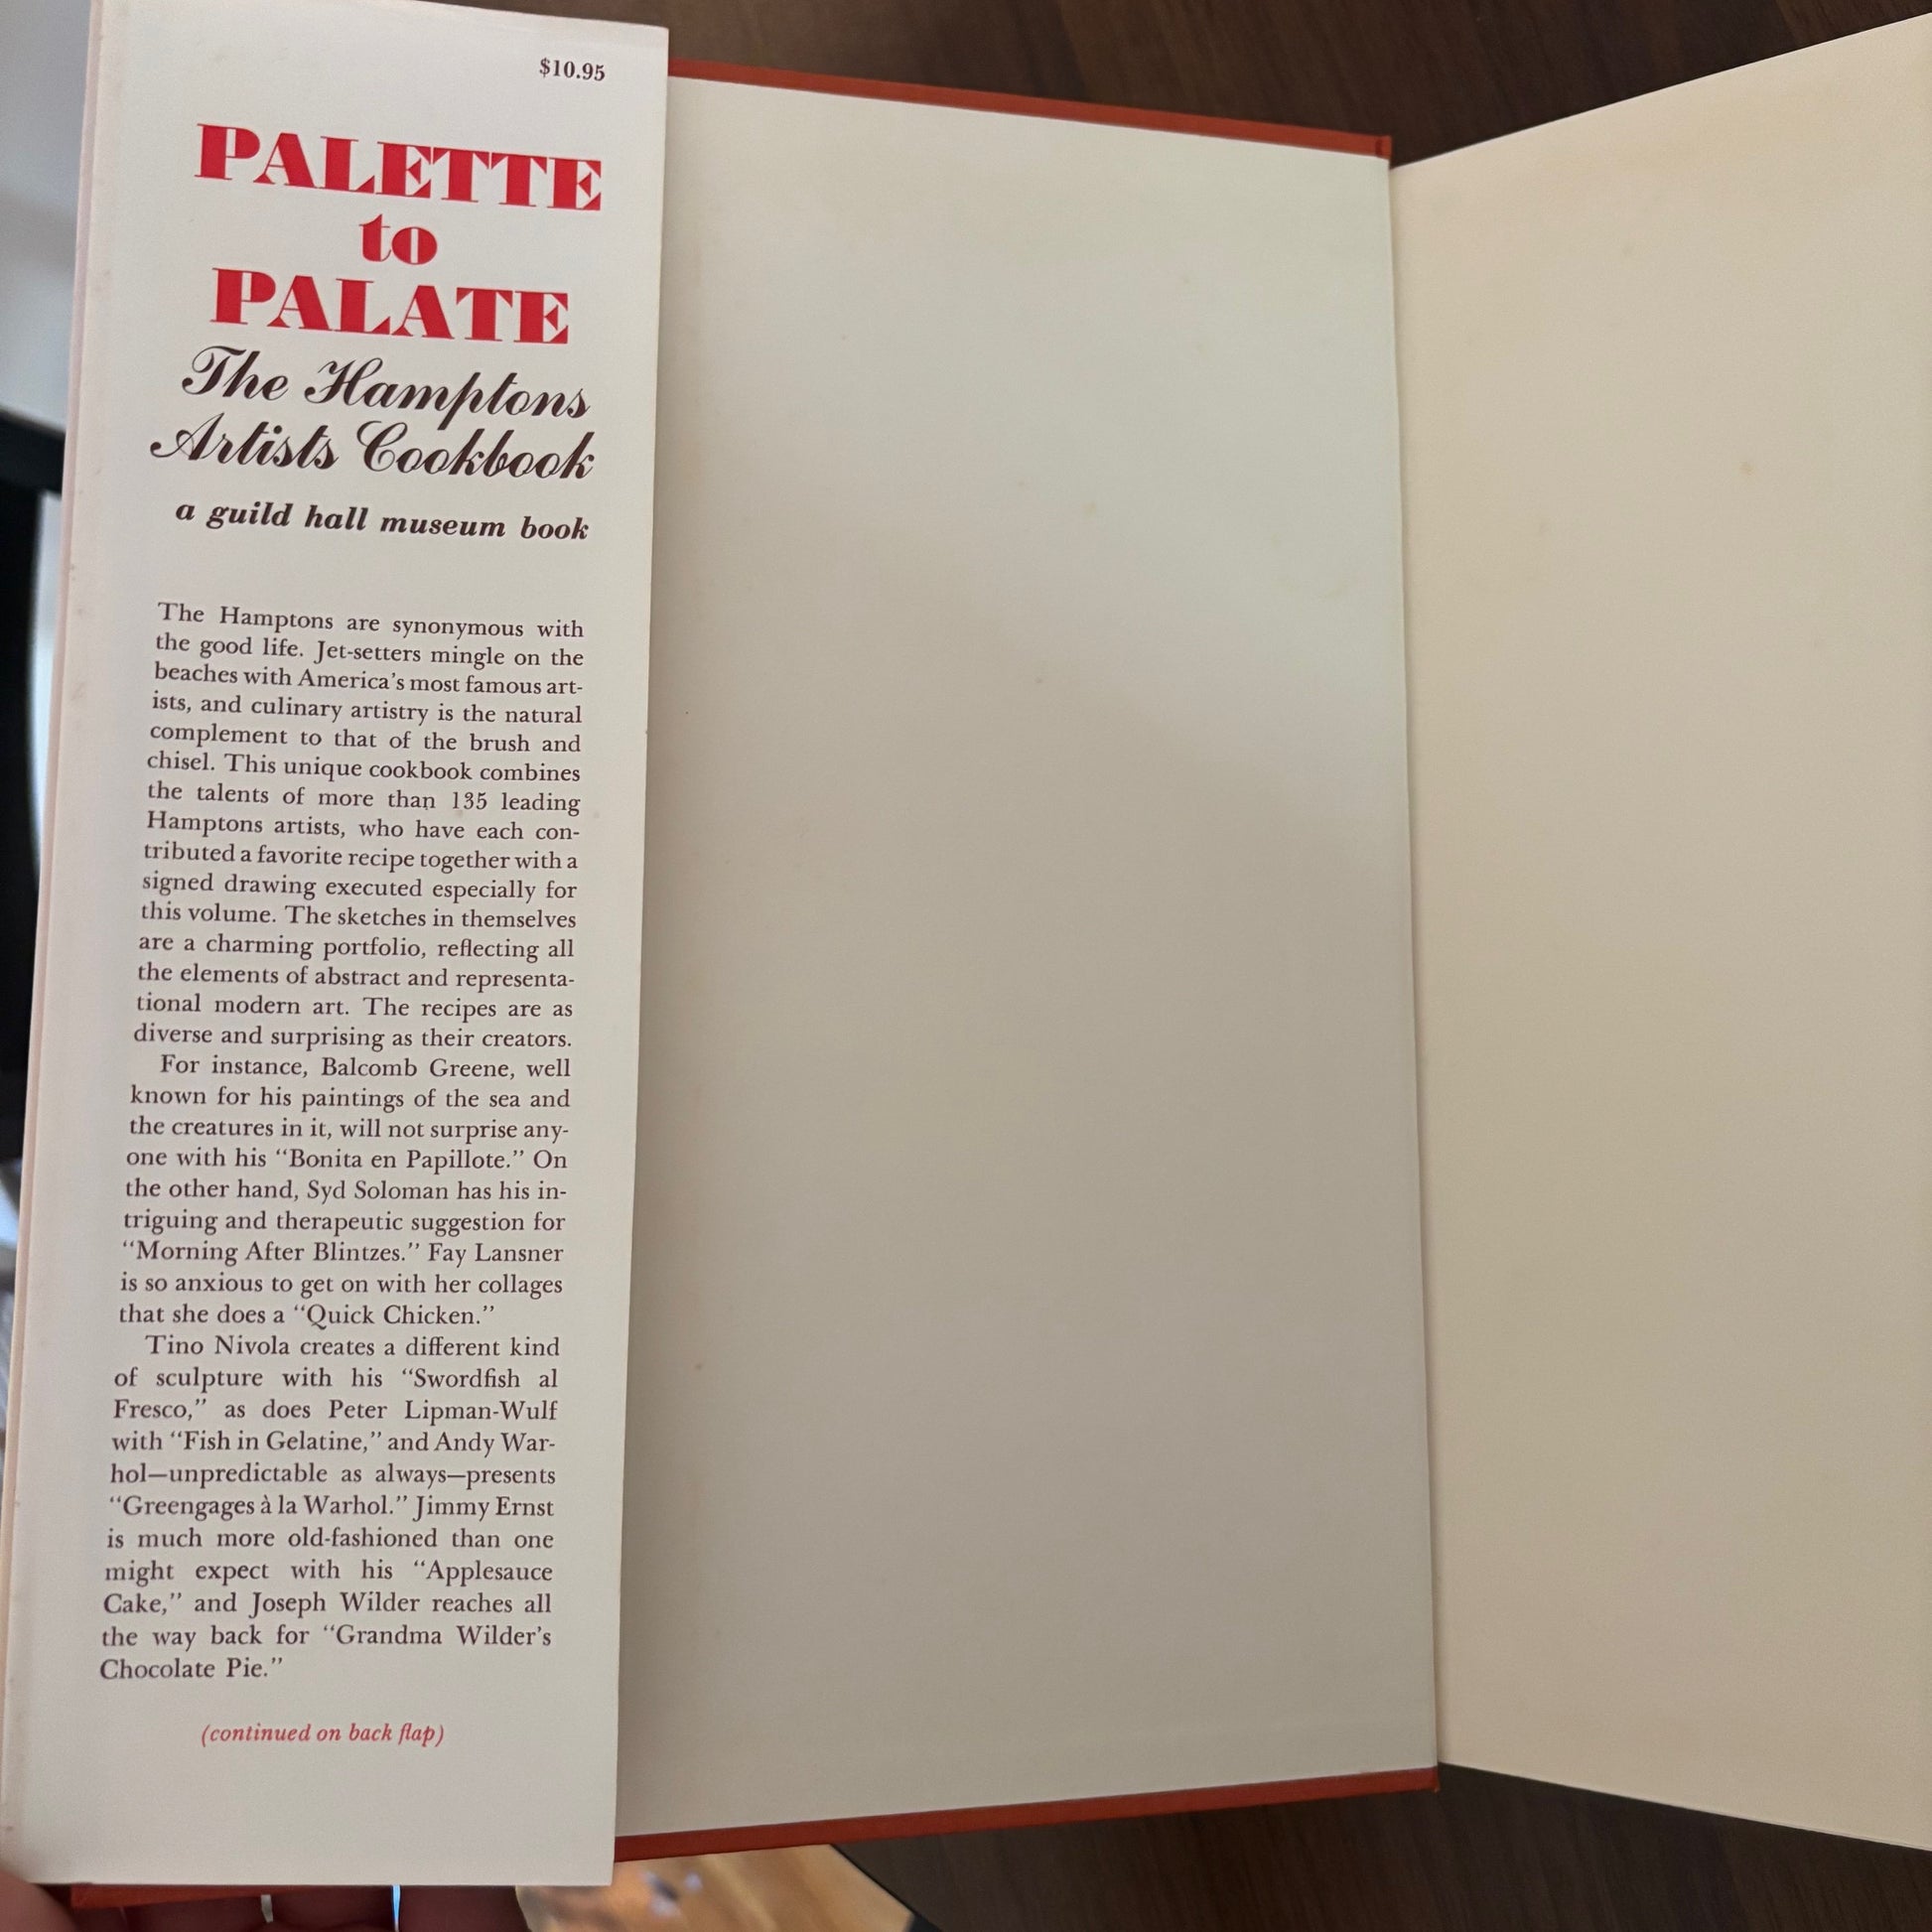 $10.95
PALETTE
to
PALATE
The Hamptons
Artists Cookbook
a guild hall museum book
The Hamptons are synonymous with
the good life. Jet-setters mingle on the
beaches with America's most famous art-
ists, and culinary artistry is the natural
complement to that of the brush and
chisel. This unique cookbook combines
the talents of more than 135 leading
Hamptons artists, who have each con-
tributed a favorite recipe together with a
signed drawing executed especially for
this volume. The sketches in themselves
are a charming portfolio, reflecting all
the elements of abstract and representa-
tional modern art. The recipes are as
diverse and surprising as their creators.
For instance, Balcomb Greene, well
known for his paintings of the sea and
the creatures in it, will not surprise any-
one with his “Bonita en Papillote.” On
the other hand, Syd Soloman has his in-
triguing and therapeutic suggestion for
“Morning After Blintzes.” Fay Lansner
is so anxious to get on with her collages
that she does a “Quick Chicken.”
Tino Nivola creates a different kind
of sculpture with his “Swordfish al
Fresco,” as does Peter Lipman-Wulf
with “Fish in Gelatine,” and Andy War-
hol—unpredictable as always—presents
“Greengages à la Warhol.” Jimmy Ernst
is much more old-fashioned than one
might expect with his “Applesauce
Cake,” and Joseph Wilder reaches all
the way back for “Grandma Wilder's
Chocolate Pie.”
(continued on back flap)